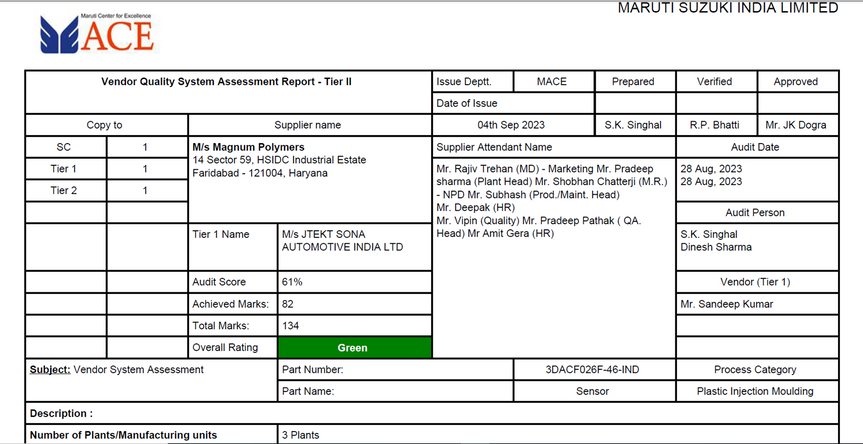 MARUTI SUZUKI INDIA LIMITED
Maruti Center for Excellence
ACE
Vendor Quality System Assessment Report - Tier II
Issue Deptt.
MACE
Prepared
Verified
Approved
Date of Issue
Copy to
Supplier name
04th Sep 2023
S.K. Singhal
R.P. Bhatti
Mr. JK Dogra
SC
1
M/s Magnum Polymers
14 Sector 59, HSIDC Industrial Estate
Faridabad - 121004, Haryana
Supplier Attendant Name
Audit Date
Tier 1
1
Tier 2
1
Mr. Rajiv Trehan (MD) - Marketing Mr. Pradeep
sharma (Plant Head) Mr. Shobhan Chatterji (M.R.)
- NPD Mr. Subhash (Prod./Maint. Head)
Mr. Deepak (HR)
Mr. Vipin (Quality) Mr. Pradeep Pathak ( QA.
Head) Mr Amit Gera (HR)
28 Aug, 2023
28 Aug, 2023
Audit Person
Tier 1 Name
M/s JTEKT SONA
AUTOMOTIVE INDIA LTD
S.K. Singhal
Dinesh Sharma
Audit Score
61%
Vendor (Tier 1)
Achieved Marks:
82
Mr. Sandeep Kumar
Total Marks:
134
Overall Rating
Green
Subject: Vendor System Assessment
Part Number:
3DACF026F-46-IND
Process Category
Part Name:
Sensor
Plastic Injection Moulding
Description :
Number of Plants/Manufacturing units
3 Plants